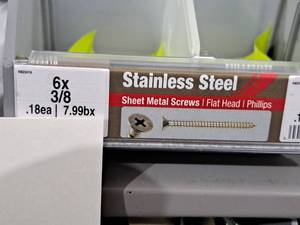 6x
3/8
.18ea | 7.99bx
Stainless Steel
Sheet Metal Screws / Flat Head / Phillips